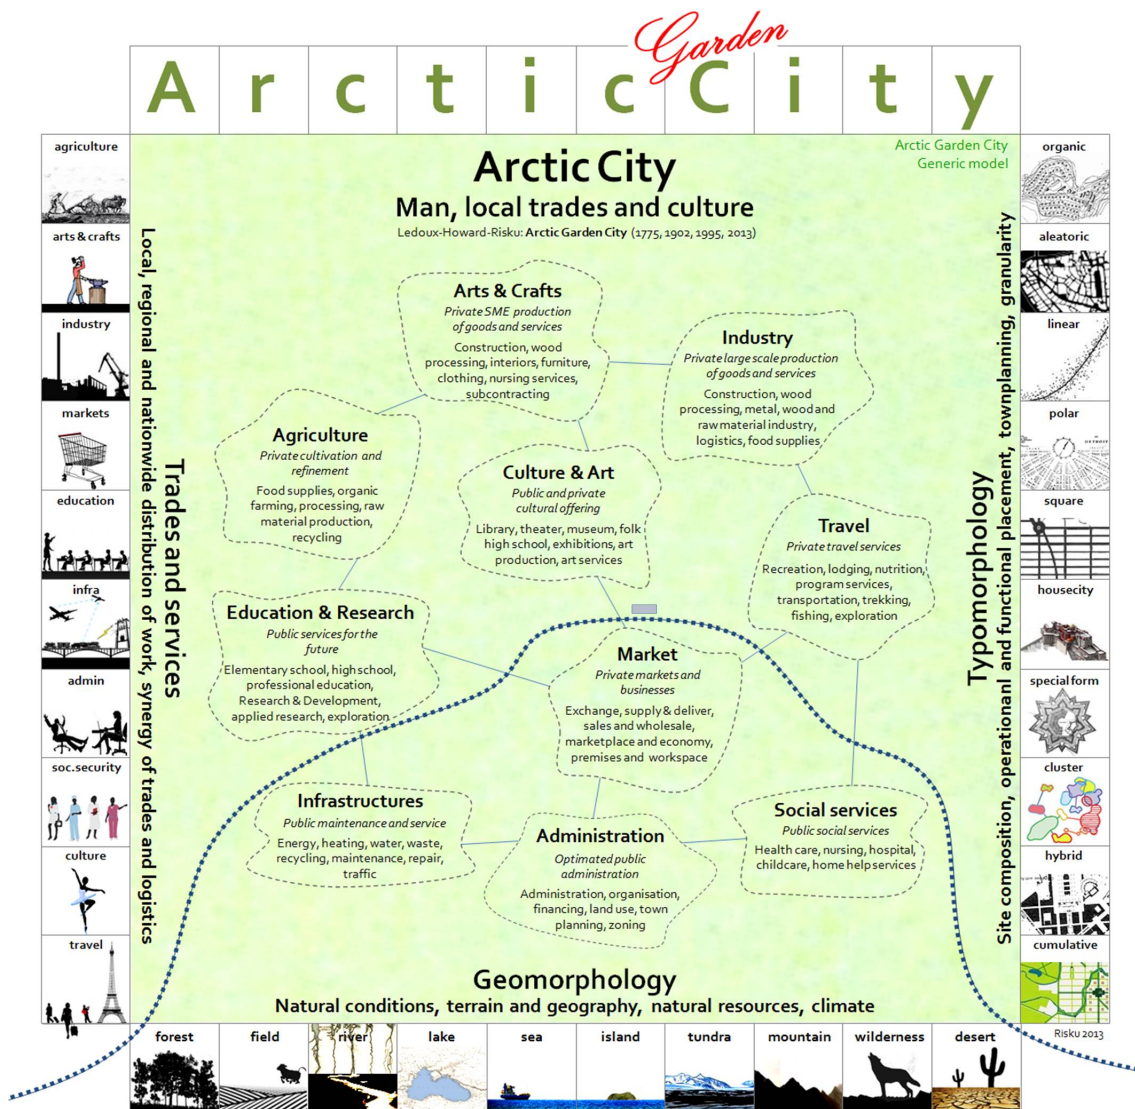 Garden
ArcticCity
Arctic Garden City
Generic model
Arctic City
Man, local trades and culture
Ledoux-Howard-Risku: Arctic Garden City (1775, 1902, 1995, 2013)
agriculture
arts & crafts
industry
markets
education
infra
admin
soc.security
culture
travel
Local, regional and nationwide distribution of work, synergy of trades and logistics
Trades and services
Arts & Crafts
Private SME production
of goods and services
Construction, wood
processing, interiors, furniture,
clothing, nursing services,
subcontracting
Industry
Private large scale production
of goods and services
Construction, wood
processing, metal, wood and
raw material industry,
logistics, food supplies
Agriculture
Private cultivation and
refinement
Food supplies, organic
farming, processing, raw
material production,
recycling
Culture & Art
Public and private
cultural offering
Library, theater, museum, folk
high school, exhibitions, art
production, art services
Travel
Private travel services
Recreation, lodging, nutrition,
program services,
transportation, trekking,
fishing, exploration
Education & Research
Public services for the
future
Elementary school, high school,
professional education,
Research & Development,
applied research, exploration
Market
Private markets and
businesses
Exchange, supply & deliver,
sales and wholesale,
marketplace and economy,
premises and workspace
Infrastructures
Public maintenance and service
Energy, heating, water, waste,
recycling, maintenance, repair,
traffic
Administration
Optimated public
administration
Administration, organisation,
financing, land use, town
planning, zoning
Social services
Public social services
Health care, nursing, hospital,
childcare, home help services
Typomorphology
Site composition, operational and functional placement, townplanning, granularity
organic
aleatoric
linear
polar
square
housecity
special form
cluster
hybrid
cumulative
Geomorphology
Natural conditions, terrain and geography, natural resources, climate
Risku 2013
forest
field
river
lake
sea
island
tundra
mountain
wilderness
desert